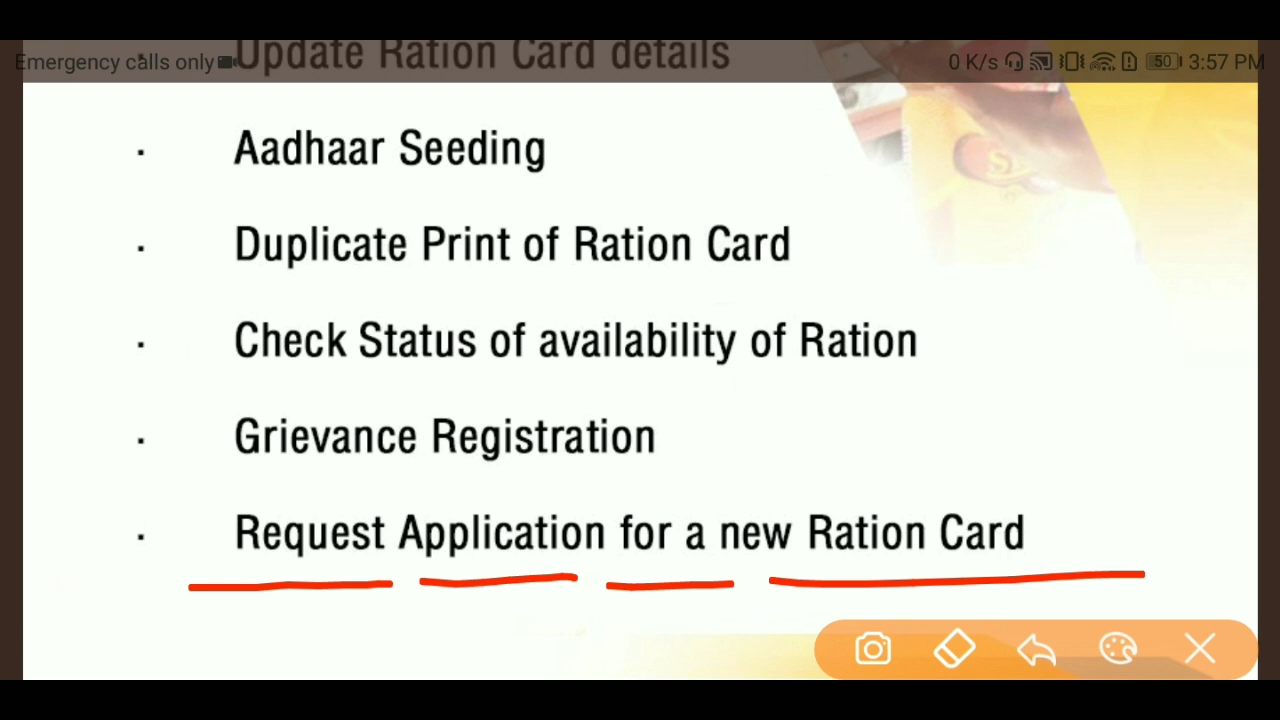 Emergency calls only
0 K/s 50 3:57 PM
Update Ration Card details
· Aadhaar Seeding
· Duplicate Print of Ration Card
· Check Status of availability of Ration
· Grievance Registration
· Request Application for a new Ration Card